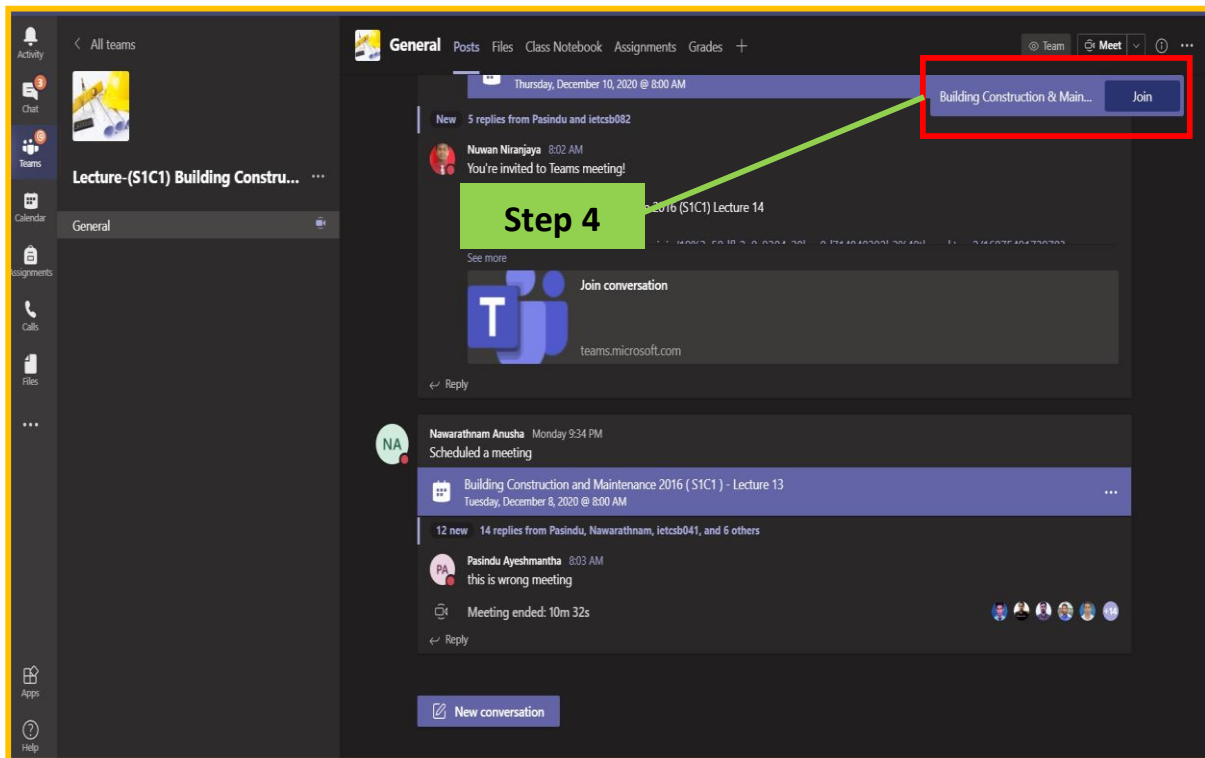 Activity
Chat
3
Teams
Calendar
Assignments
Calls
Files
Apps
Help
All teams
Lecture-(S1C1) Building Constru... ...
General
General Posts Files Class Notebook Assignments Grades +
Team
Meet
Building Construction & Main... Join
Thursday, December 10, 2020 @ 8:00 AM
New 5 replies from Pasindu and ietcsb082
Nuwan Niranjaya 8:02 AM
You're invited to Teams meeting!
2016 (S1C1) Lecture 14
Step 4
See more
Join conversation
T
teams.microsoft.com
Reply
NA
Nawarathnam Anusha Monday 9:34 PM
Scheduled a meeting
Building Construction and Maintenance 2016 ( S1C1 ) - Lecture 13
Tuesday, December 8, 2020 @ 8:00 AM
12 new 14 replies from Pasindu, Nawarathnam, ietcsb041, and 6 others
PA
Pasindu Ayeshmantha 8:03 AM
this is wrong meeting
Meeting ended: 10m 32s
+14
Reply
New conversation